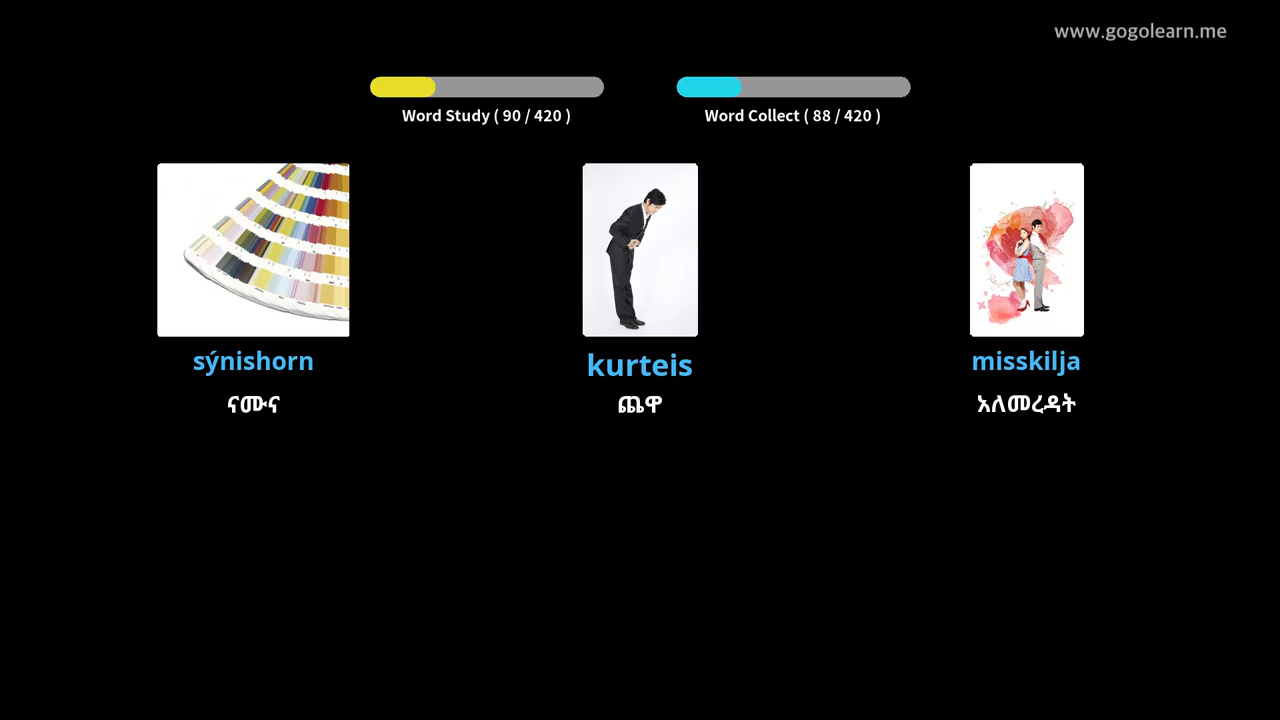 www.gogolearn.me
Word Study ( 90 / 420 )
Word Collect ( 88 / 420 )
sýnishorn
kurteis
misskilja
ናሙና
ጨዋ
አለመረዳት